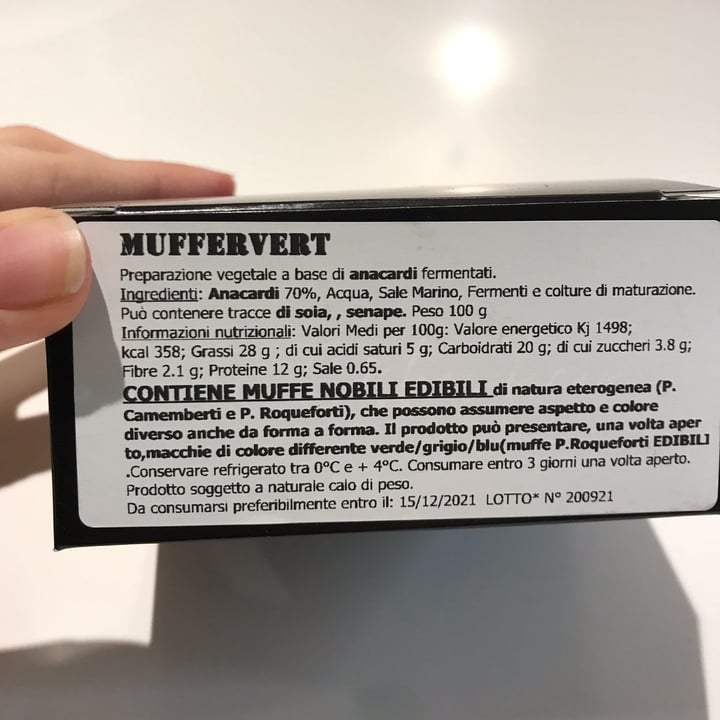 MUFFERVERT
Preparazione vegetale a base di anacardi fermentati.
Ingredienti: Anacardi 70%, Acqua, Sale Marino, Fermenti e colture di maturazione.
Può contenere tracce di soia, , senape. Peso 100 g
Informazioni nutrizionali: Valori Medi per 100g: Valore energetico Kj 1498;
kcal 358; Grassi 28 g ; di cui acidi saturi 5 g; Carboidrati 20 g; di cui zuccheri 3.8 g;
Fibre 2.1 g; Proteine 12 g; Sale 0.65.
CONTIENE MUFFE NOBILI EDIBILI di natura eterogenea (P.
Camemberti e P. Roqueforti), che possono assumere aspetto e colore
diverso anche da forma a forma. Il prodotto può presentare, una volta aper
to,macchie di colore differente verde/grigio/blu(muffe P.Roqueforti EDIBILI
.Conservare refrigerato tra 0°C e + 4°C. Consumare entro 3 giorni una volta aperto.
Prodotto soggetto a naturale calo di peso.
Da consumarsi preferibilmente entro il: 15/12/2021 LOTTO* N° 200921